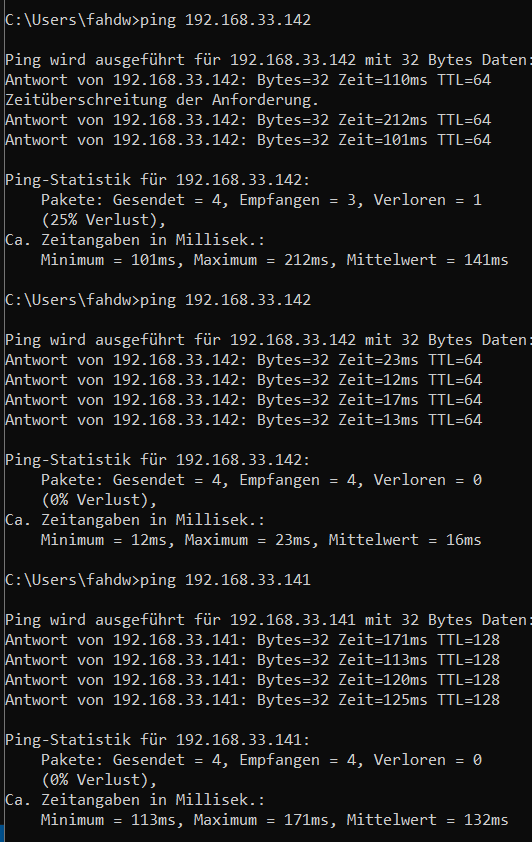 C:\Users\fahdw>ping 192.168.33.142
Ping wird ausgeführt für 192.168.33.142 mit 32 Bytes Daten:
Antwort von 192.168.33.142: Bytes=32 Zeit=110ms TTL=64
Zeitüberschreitung der Anforderung.
Antwort von 192.168.33.142: Bytes=32 Zeit=212ms TTL=64
Antwort von 192.168.33.142: Bytes=32 Zeit=101ms TTL=64
Ping-Statistik für 192.168.33.142:
    Pakete: Gesendet = 4, Empfangen = 3, Verloren = 1
    (25% Verlust),
Ca. Zeitangaben in Millisek.:
    Minimum = 101ms, Maximum = 212ms, Mittelwert = 141ms
C:\Users\fahdw>ping 192.168.33.142
Ping wird ausgeführt für 192.168.33.142 mit 32 Bytes Daten:
Antwort von 192.168.33.142: Bytes=32 Zeit=23ms TTL=64
Antwort von 192.168.33.142: Bytes=32 Zeit=12ms TTL=64
Antwort von 192.168.33.142: Bytes=32 Zeit=17ms TTL=64
Antwort von 192.168.33.142: Bytes=32 Zeit=13ms TTL=64
Ping-Statistik für 192.168.33.142:
    Pakete: Gesendet = 4, Empfangen = 4, Verloren = 0
    (0% Verlust),
Ca. Zeitangaben in Millisek.:
    Minimum = 12ms, Maximum = 23ms, Mittelwert = 16ms
C:\Users\fahdw>ping 192.168.33.141
Ping wird ausgeführt für 192.168.33.141 mit 32 Bytes Daten:
Antwort von 192.168.33.141: Bytes=32 Zeit=171ms TTL=128
Antwort von 192.168.33.141: Bytes=32 Zeit=113ms TTL=128
Antwort von 192.168.33.141: Bytes=32 Zeit=120ms TTL=128
Antwort von 192.168.33.141: Bytes=32 Zeit=125ms TTL=128
Ping-Statistik für 192.168.33.141:
    Pakete: Gesendet = 4, Empfangen = 4, Verloren = 0
    (0% Verlust),
Ca. Zeitangaben in Millisek.:
    Minimum = 113ms, Maximum = 171ms, Mittelwert = 132ms